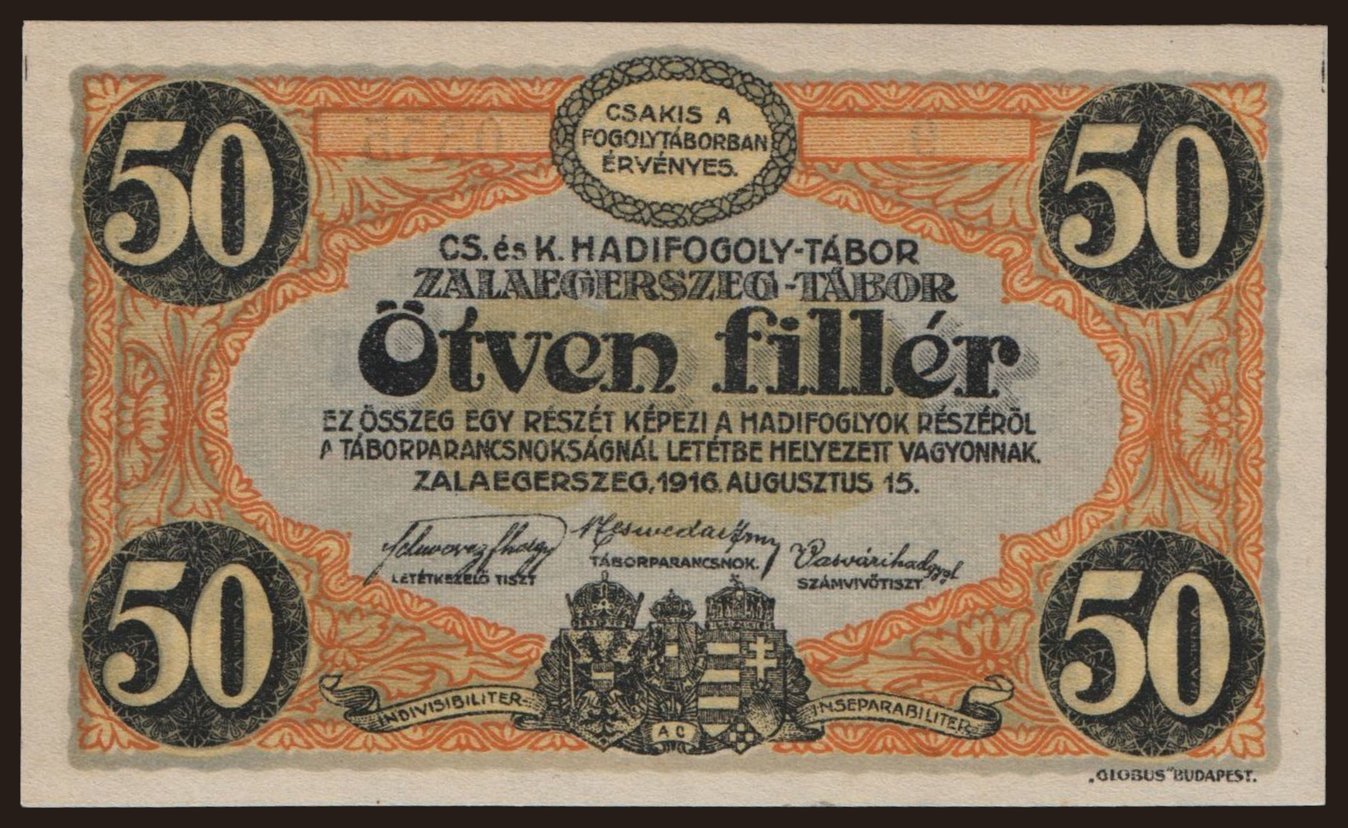 50
50
CSAKIS A
FOGOLYTÁBORBAN
ÉRVÉNYES.
CS. és K. HADIFOGOLY-TÁBOR
ZALAEGERSZEG-TÁBOR
Ötven fillér
EZ ÖSSZEG EGY RÉSZÉT KÉPEZI A HADIFOGLYOK RÉSZÉRÖL
A TÁBORPARANCSNOKSÁGNÁL LETÉTBE HELYEZETT VAGYONNAK.
ZALAEGERSZEG, 1916. AUGUSZTUS 15.
LETÉTKEZELŐ TISZT
TÁBORPARANCSNOK.
SZÁMVIVŐTISZT
50
50
INDIVISIBILITER
AC
INSEPARABILITER
„GLOBUS" BUDAPEST.